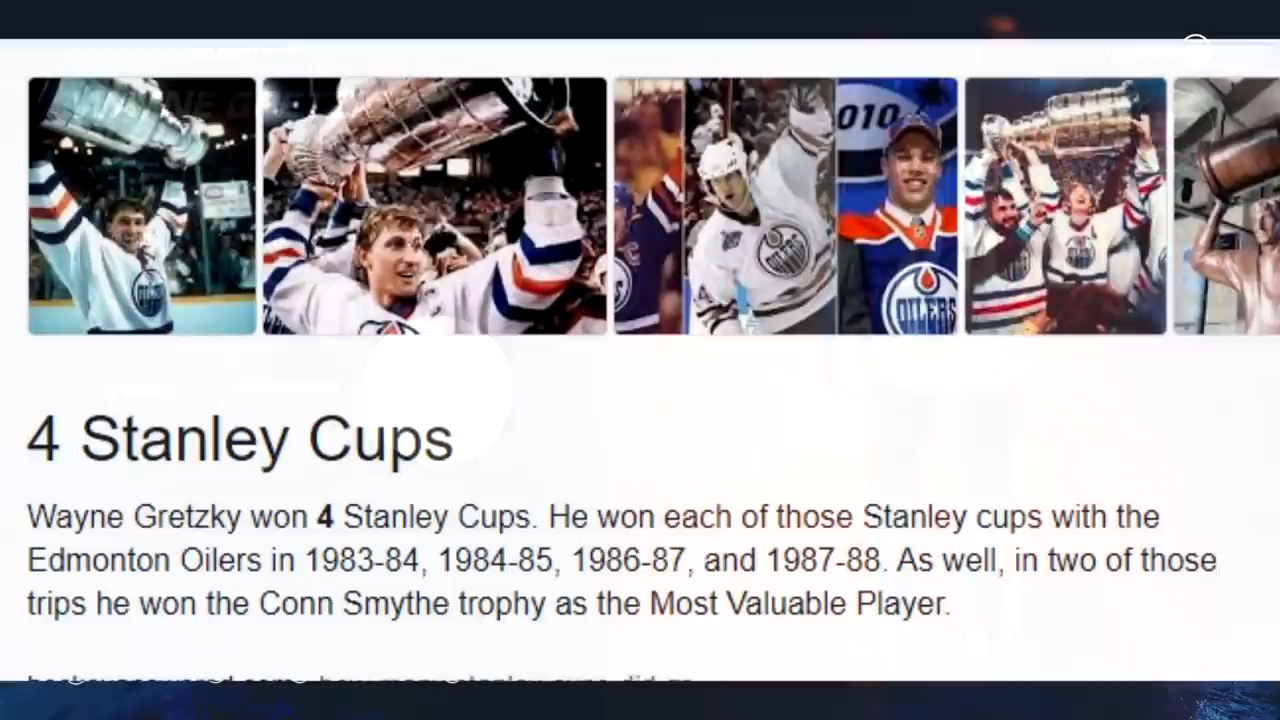 010
OILERS
4 Stanley Cups
Wayne Gretzky won 4 Stanley Cups. He won each of those Stanley cups with the
Edmonton Oilers in 1983-84, 1984-85, 1986-87, and 1987-88. As well, in two of those
trips he won the Conn Smythe trophy as the Most Valuable Player.